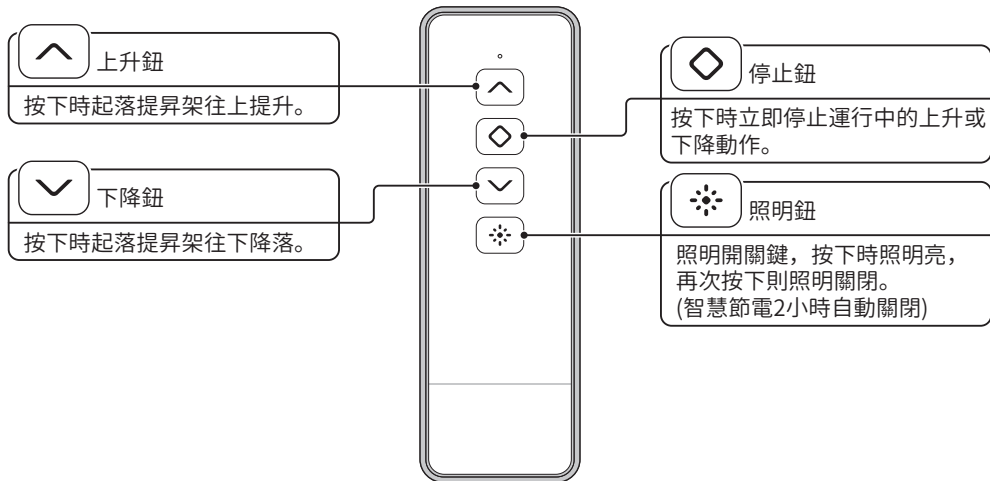 上升鈕
按下時起落提昇架往上提升。
下降鈕
按下時起落提昇架往下降落。
停止鈕
按下時立即停止運行中的上升或
下降動作。
照明鈕
照明開關鍵，按下時照明亮，
再次按下則照明關閉。
(智慧節電2小時自動關閉)